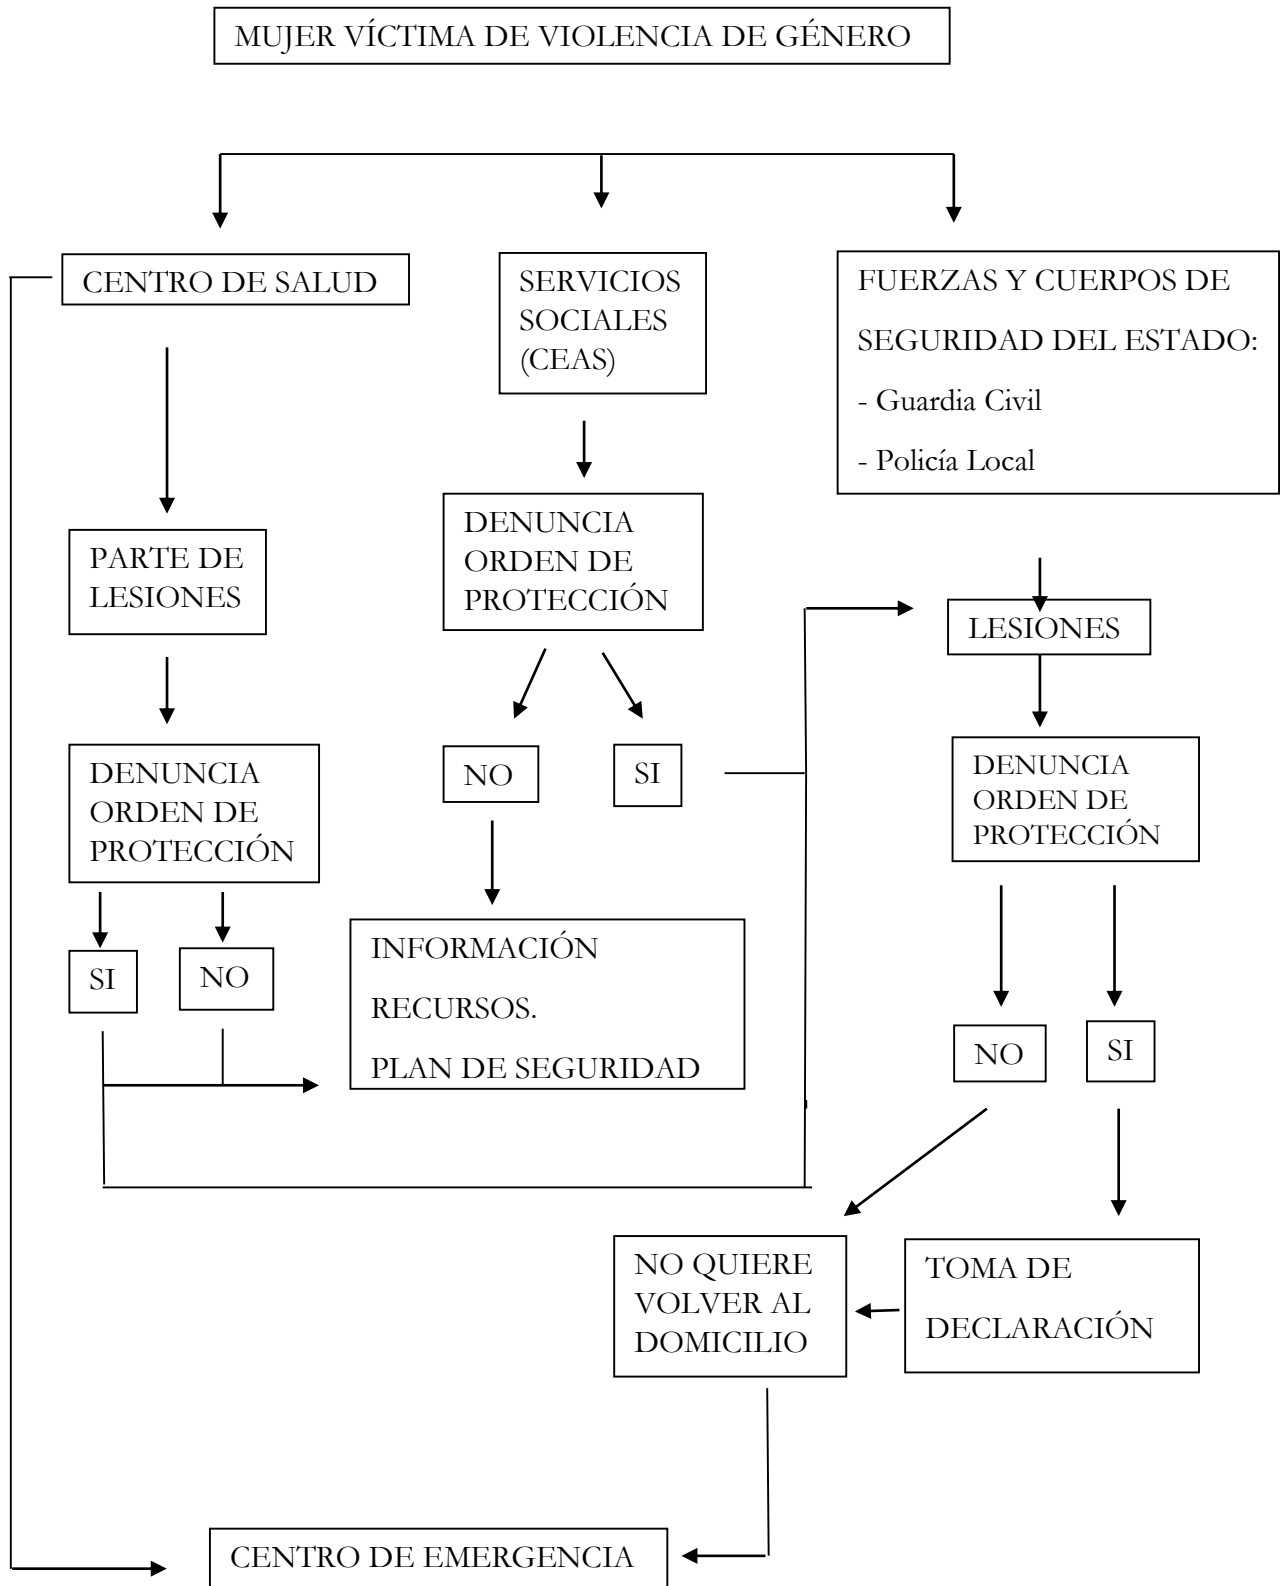 MUJER VÍCTIMA DE VIOLENCIA DE GÉNERO
CENTRO DE SALUD
SERVICIOS
SOCIALES
(CEAS)
FUERZAS Y CUERPOS DE
SEGURIDAD DEL ESTADO:
- Guardia Civil
- Policía Local
PARTE DE
LESIONES
DENUNCIA
ORDEN DE
PROTECCIÓN
LESIONES
DENUNCIA
ORDEN DE
PROTECCIÓN
NO
SI
DENUNCIA
ORDEN DE
PROTECCIÓN
SI
NO
INFORMACIÓN
RECURSOS.
PLAN DE SEGURIDAD
NO
SI
NO QUIERE
VOLVER AL
DOMICILIO
TOMA DE
DECLARACIÓN
CENTRO DE EMERGENCIA